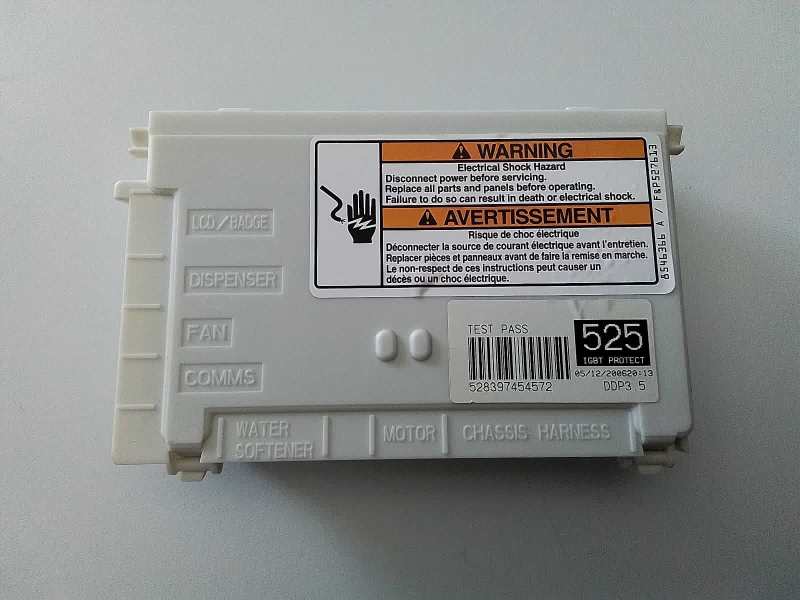 WARNING
Electrical Shock Hazard
Disconnect power before servicing.
Replace all parts and panels before operating.
Failure to do so can result in death or electrical shock.
AVERTISSEMENT
Risque de choc électrique
Déconnecter la source de courant électrique avant l'entretien.
Replacer pièces et panneaux avant de faire la remise en marche.
Le non-respect de ces instructions peut causer un
décès ou un choc électrique.
8546366 A / F&P527613
LCD/BADGE
DISPENSER
FAN
COMMS
TEST PASS
528397454572
525
IGBT PROTECT
05/12/200620:13
DDP3.5
WATER
SOFTENER
MOTOR
CHASSIS HARNESS